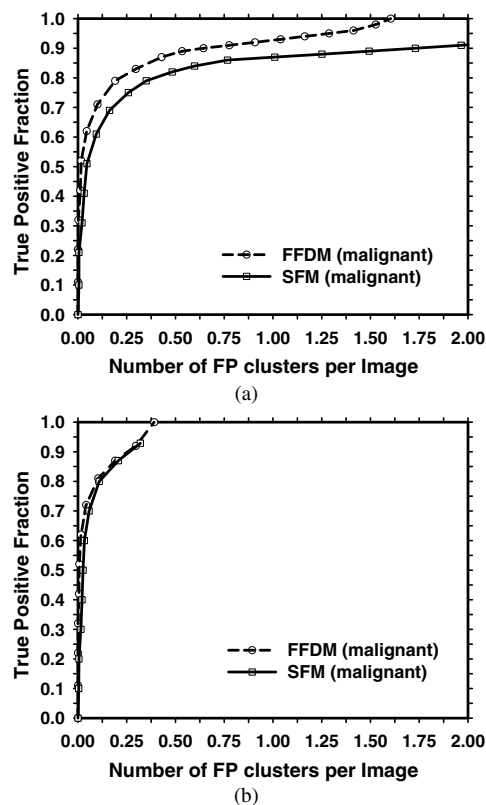 1.0
0.9
0.8
0.7
0.6
0.5
0.4
0.3
0.2
0.1
0.0
True Positive Fraction
FFDM (malignant)
SFM (malignant)
0.00 0.25 0.50 0.75 1.00 1.25 1.50 1.75 2.00
Number of FP clusters per Image
(a)
1.0
0.9
0.8
0.7
0.6
0.5
0.4
0.3
0.2
0.1
0.0
True Positive Fraction
FFDM (malignant)
SFM (malignant)
0.00 0.25 0.50 0.75 1.00 1.25 1.50 1.75 2.00
Number of FP clusters per Image
(b)